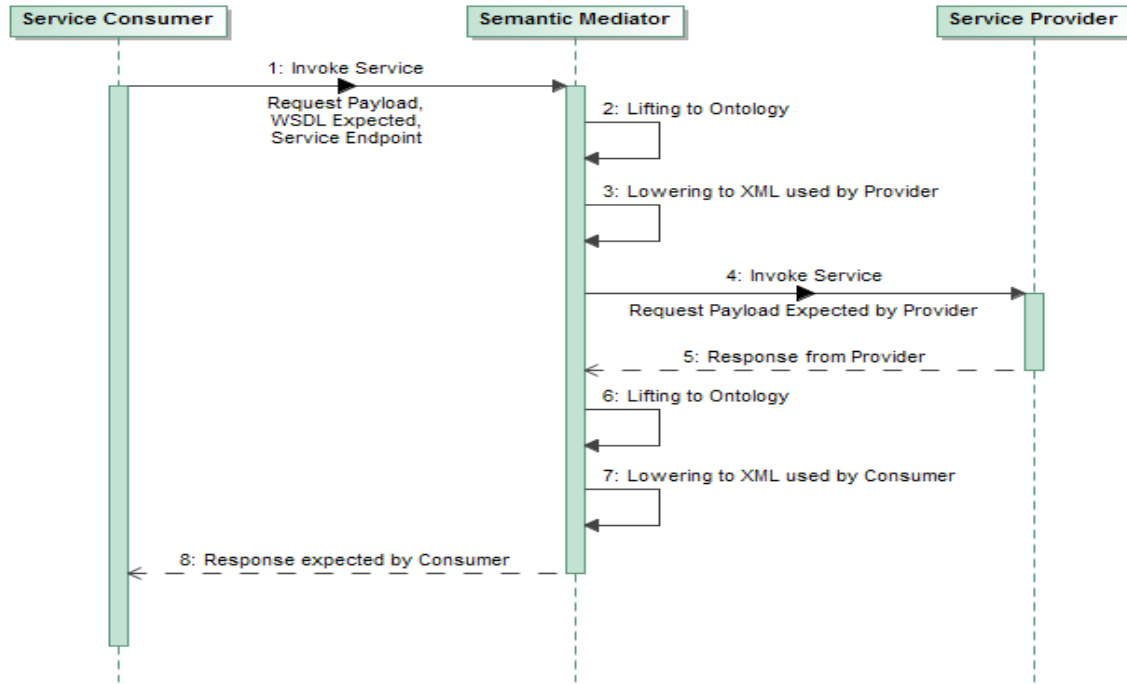 Service Consumer
Semantic Mediator
Service Provider
1: Invoke Service
Request Payload,
WSDL Expected,
Service Endpoint
2: Lifting to Ontology
3: Lowering to XML used by Provider
4: Invoke Service
Request Payload Expected by Provider
5: Response from Provider
6: Lifting to Ontology
7: Lowering to XML used by Consumer
8: Response expected by Consumer